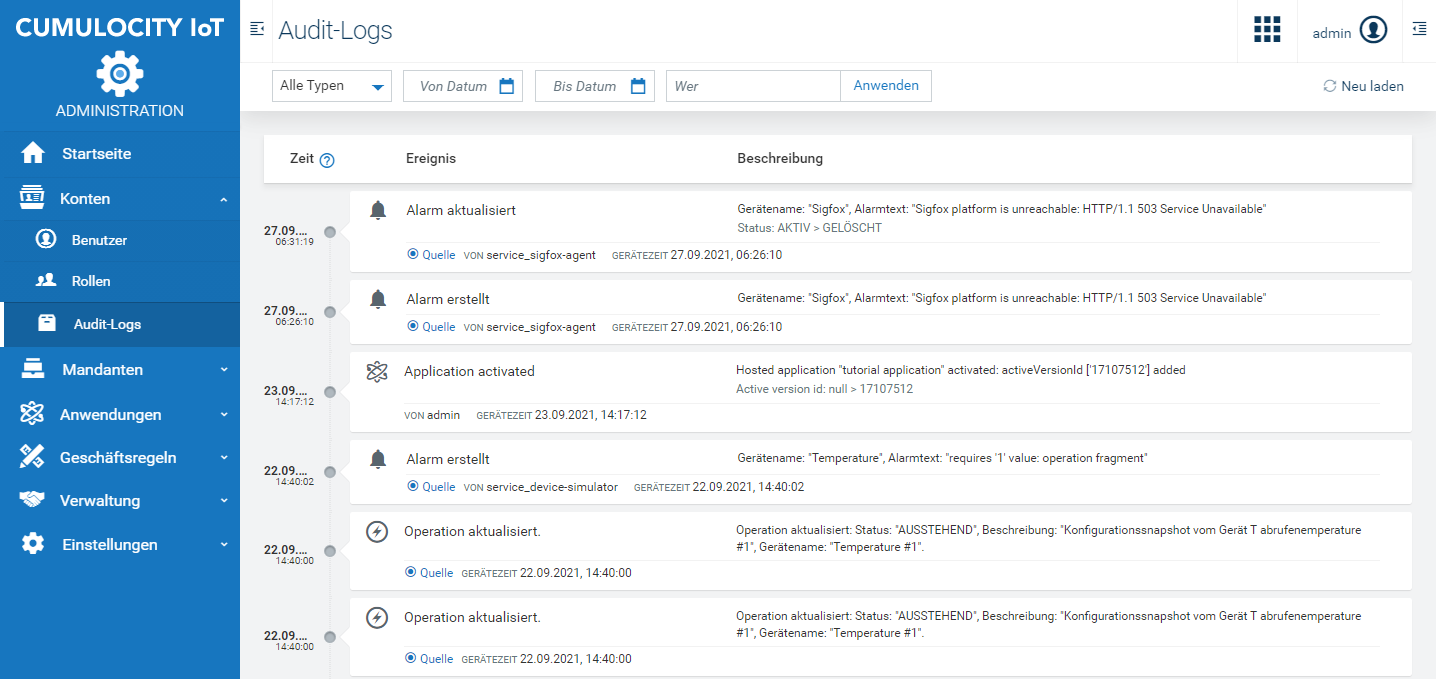 CUMULOCITY IoT
ADMINISTRATION
Startseite
Konten
Benutzer
Rollen
Audit-Logs
Mandanten
Anwendungen
Geschäftsregeln
Verwaltung
Einstellungen
Audit-Logs
admin
Alle Typen
Von Datum
Bis Datum
Wer
Anwenden
Neu laden
Zeit ?
Ereignis
Beschreibung
27.09....
06:31:19
Alarm aktualisiert
Gerätename: "Sigfox", Alarmtext: "Sigfox platform is unreachable: HTTP/1.1 503 Service Unavailable"
Status: AKTIV > GELÖSCHT
Quelle VON service_sigfox-agent GERÄTEZEIT 27.09.2021, 06:26:10
27.09....
06:26:10
Alarm erstellt
Gerätename: "Sigfox", Alarmtext: "Sigfox platform is unreachable: HTTP/1.1 503 Service Unavailable"
Quelle VON service_sigfox-agent GERÄTEZEIT 27.09.2021, 06:26:10
23.09....
14:17:12
Application activated
Hosted application "tutorial application" activated: activeVersionId ['17107512'] added
Active version id: null > 17107512
VON admin GERÄTEZEIT 23.09.2021, 14:17:12
22.09....
14:40:02
Alarm erstellt
Gerätename: "Temperature", Alarmtext: "requires '1' value: operation fragment"
Quelle VON service_device-simulator GERÄTEZEIT 22.09.2021, 14:40:02
22.09....
14:40:00
Operation aktualisiert.
Operation aktualisiert: Status: "AUSSTEHEND", Beschreibung: "Konfigurationssnapshot vom Gerät T abrufenemperature
#1", Gerätename: "Temperature #1".
Quelle GERÄTEZEIT 22.09.2021, 14:40:00
22.09....
14:40:00
Operation aktualisiert.
Operation aktualisiert: Status: "AUSSTEHEND", Beschreibung: "Konfigurationssnapshot vom Gerät T abrufenemperature
#1", Gerätename: "Temperature #1".
Quelle GERÄTEZEIT 22.09.2021, 14:40:00